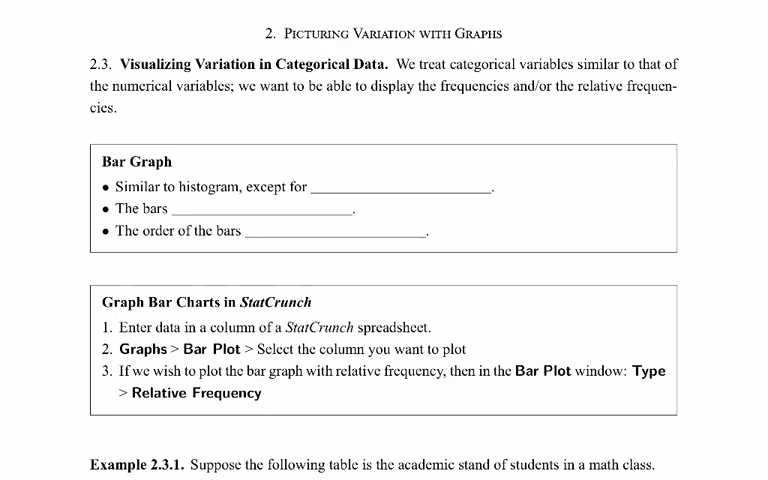 2. Picturing Variation with Graphs
2.3. Visualizing Variation in Categorical Data. We treat categorical variables similar to that of
the numerical variables; we want to be able to display the frequencies and/or the relative frequen-
cies.
Bar Graph
• Similar to histogram, except for ________________________.
• The bars ________________________.
• The order of the bars ________________________.
Graph Bar Charts in StatCrunch
1. Enter data in a column of a StatCrunch spreadsheet.
2. Graphs > Bar Plot > Select the column you want to plot
3. If we wish to plot the bar graph with relative frequency, then in the Bar Plot window: Type
> Relative Frequency
Example 2.3.1. Suppose the following table is the academic stand of students in a math class.